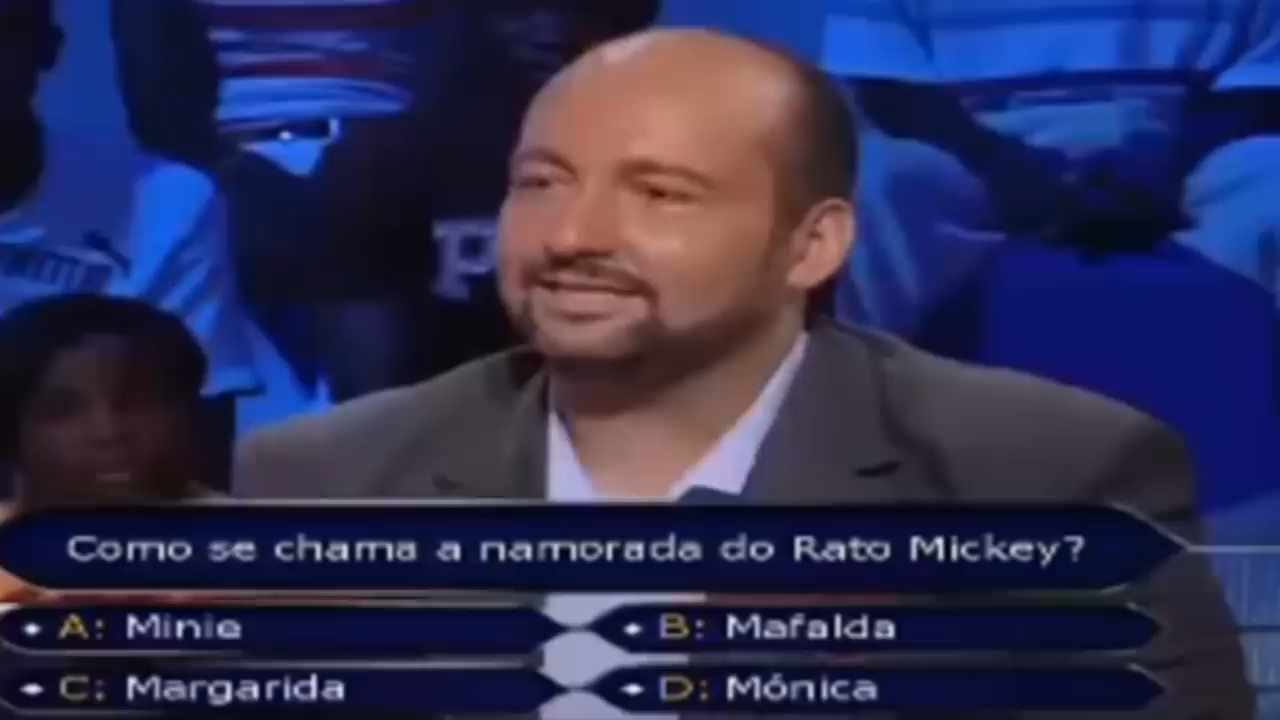 Como se chama a namorada do Rato Mickey?
A: Minie
B: Mafalda
C: Margarida
D: Mónica